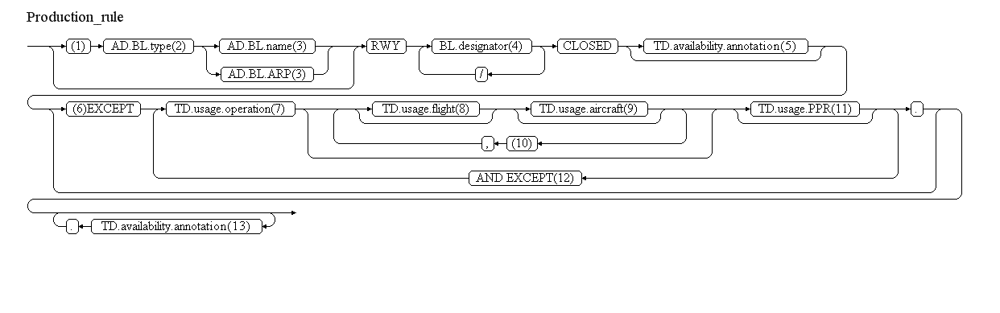 Production_rule
(1) AD.BL.type(2) AD.BL.name(3) RWY BL.designator(4) CLOSED TD.availability.annotation(5)
AD.BL.ARP(3) /
(6)EXCEPT TD.usage.operation(7) TD.usage.flight(8) TD.usage.aircraft(9) TD.usage.PPR(11) .
, (10)
AND EXCEPT(12)
. TD.availability.annotation(13)